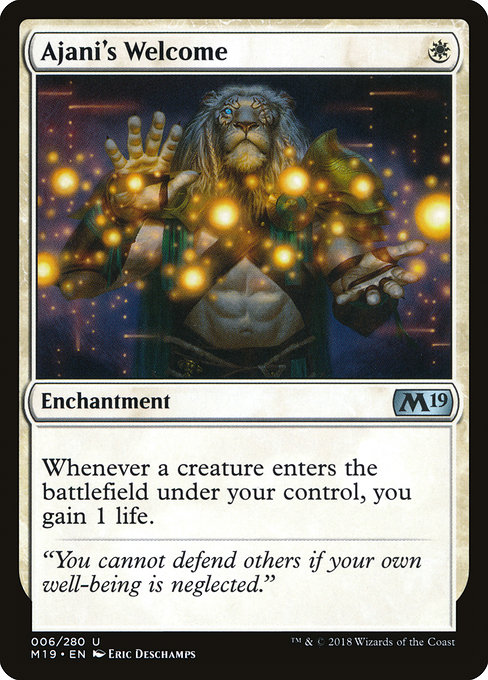 Ajani's Welcome
Enchantment
M19
Whenever a creature enters the
battlefield under your control, you
gain 1 life.
“You cannot defend others if your own
well-being is neglected.”
006/280 U
M19 • EN Eric Deschamps
™ & © 2018 Wizards of the Coast